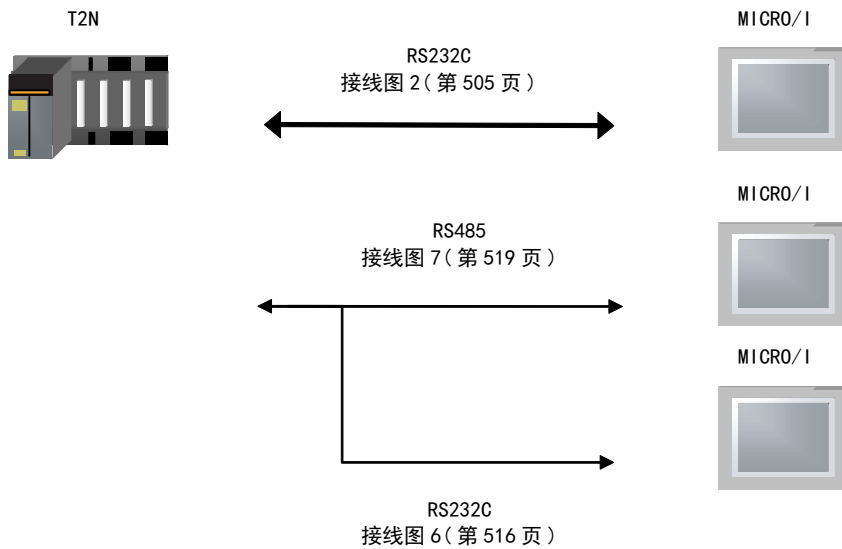 T2N
MICRO/I
RS232C
接线图 2( 第 505 页 )
MICRO/I
RS485
接线图 7( 第 519 页 )
MICRO/I
RS232C
接线图 6( 第 516 页 )